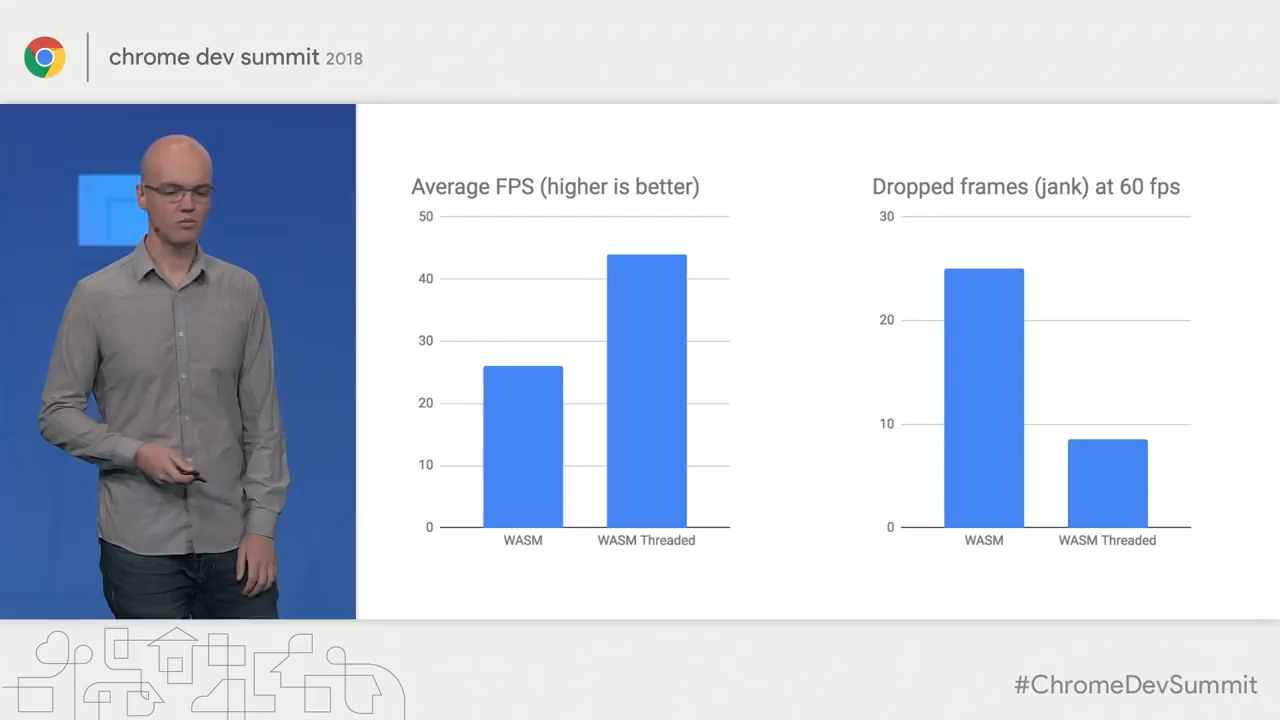 chrome dev summit 2018
Average FPS (higher is better)
50
40
30
20
10
0
WASM
WASM Threaded
Dropped frames (jank) at 60 fps
30
20
10
0
WASM
WASM Threaded
#ChromeDevSummit